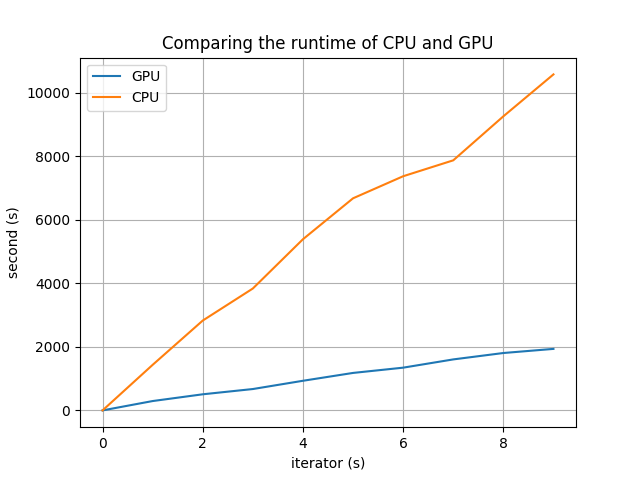 Comparing the runtime of CPU and GPU
GPU
CPU
10000
8000
6000
4000
2000
0
second (s)
0 2 4 6 8
iterator (s)